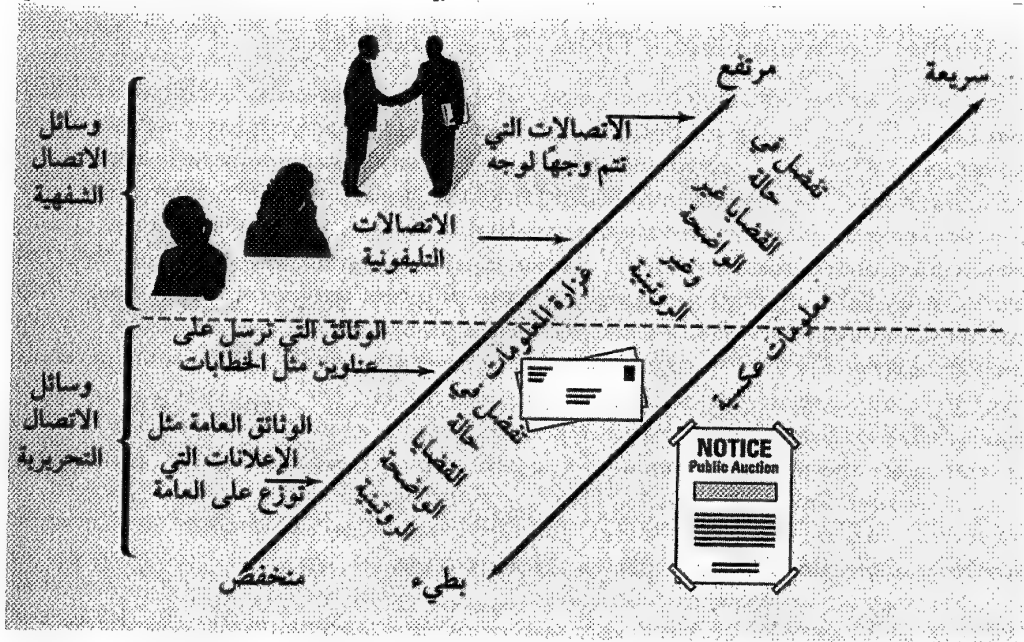 مرتفع
سريعة
وسائل
الاتصال
الشفهية
الاتصالات التي
تتم وجهًا لوجه
الاتصالات
التليفونية
تفضل في
حالة
القضايا غير
الواضحة
وغير
الروتينية
غزارة المعلومات
معلومات
وسائل
الاتصال
التحريرية
الوثائق التي ترسل على
عناوين مثل الخطابات
الوثائق العامة مثل
الإعلانات التي
توزع على العامة
تفضل في
حالة
القضايا
الواضحة
الروتينية
NOTICE
Public Auction
منخفض
بطيء